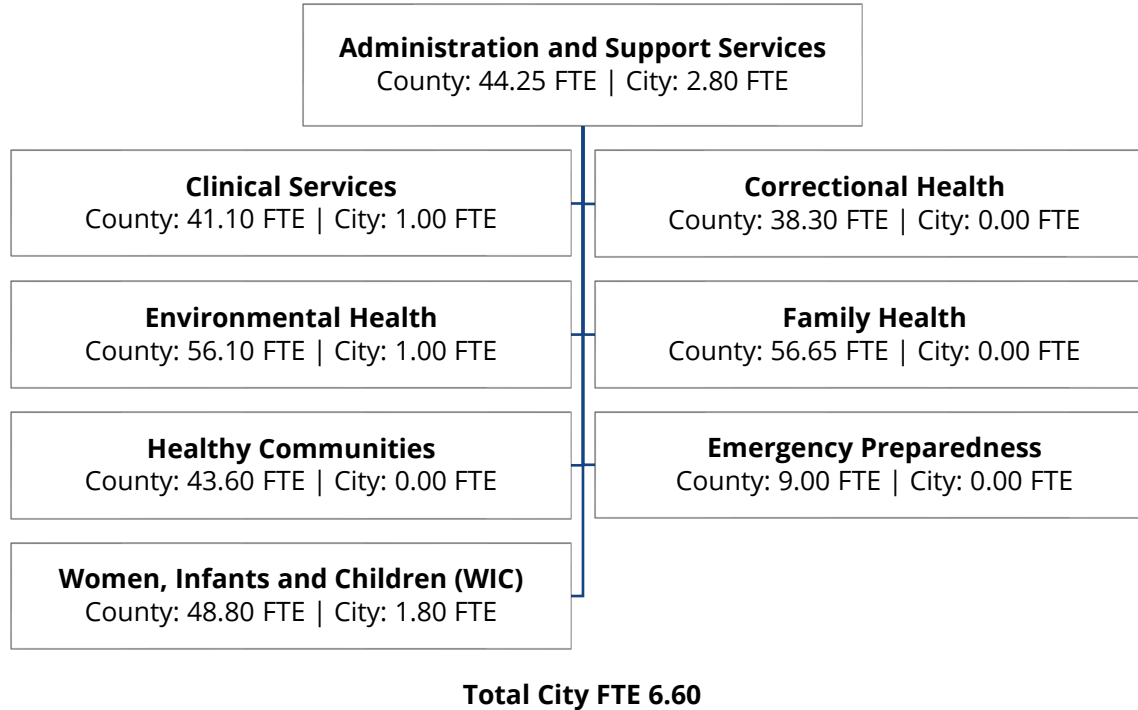 Administration and Support Services
County: 44.25 FTE | City: 2.80 FTE
Clinical Services
County: 41.10 FTE | City: 1.00 FTE
Correctional Health
County: 38.30 FTE | City: 0.00 FTE
Environmental Health
County: 56.10 FTE | City: 1.00 FTE
Family Health
County: 56.65 FTE | City: 0.00 FTE
Healthy Communities
County: 43.60 FTE | City: 0.00 FTE
Emergency Preparedness
County: 9.00 FTE | City: 0.00 FTE
Women, Infants and Children (WIC)
County: 48.80 FTE | City: 1.80 FTE
Total City FTE 6.60